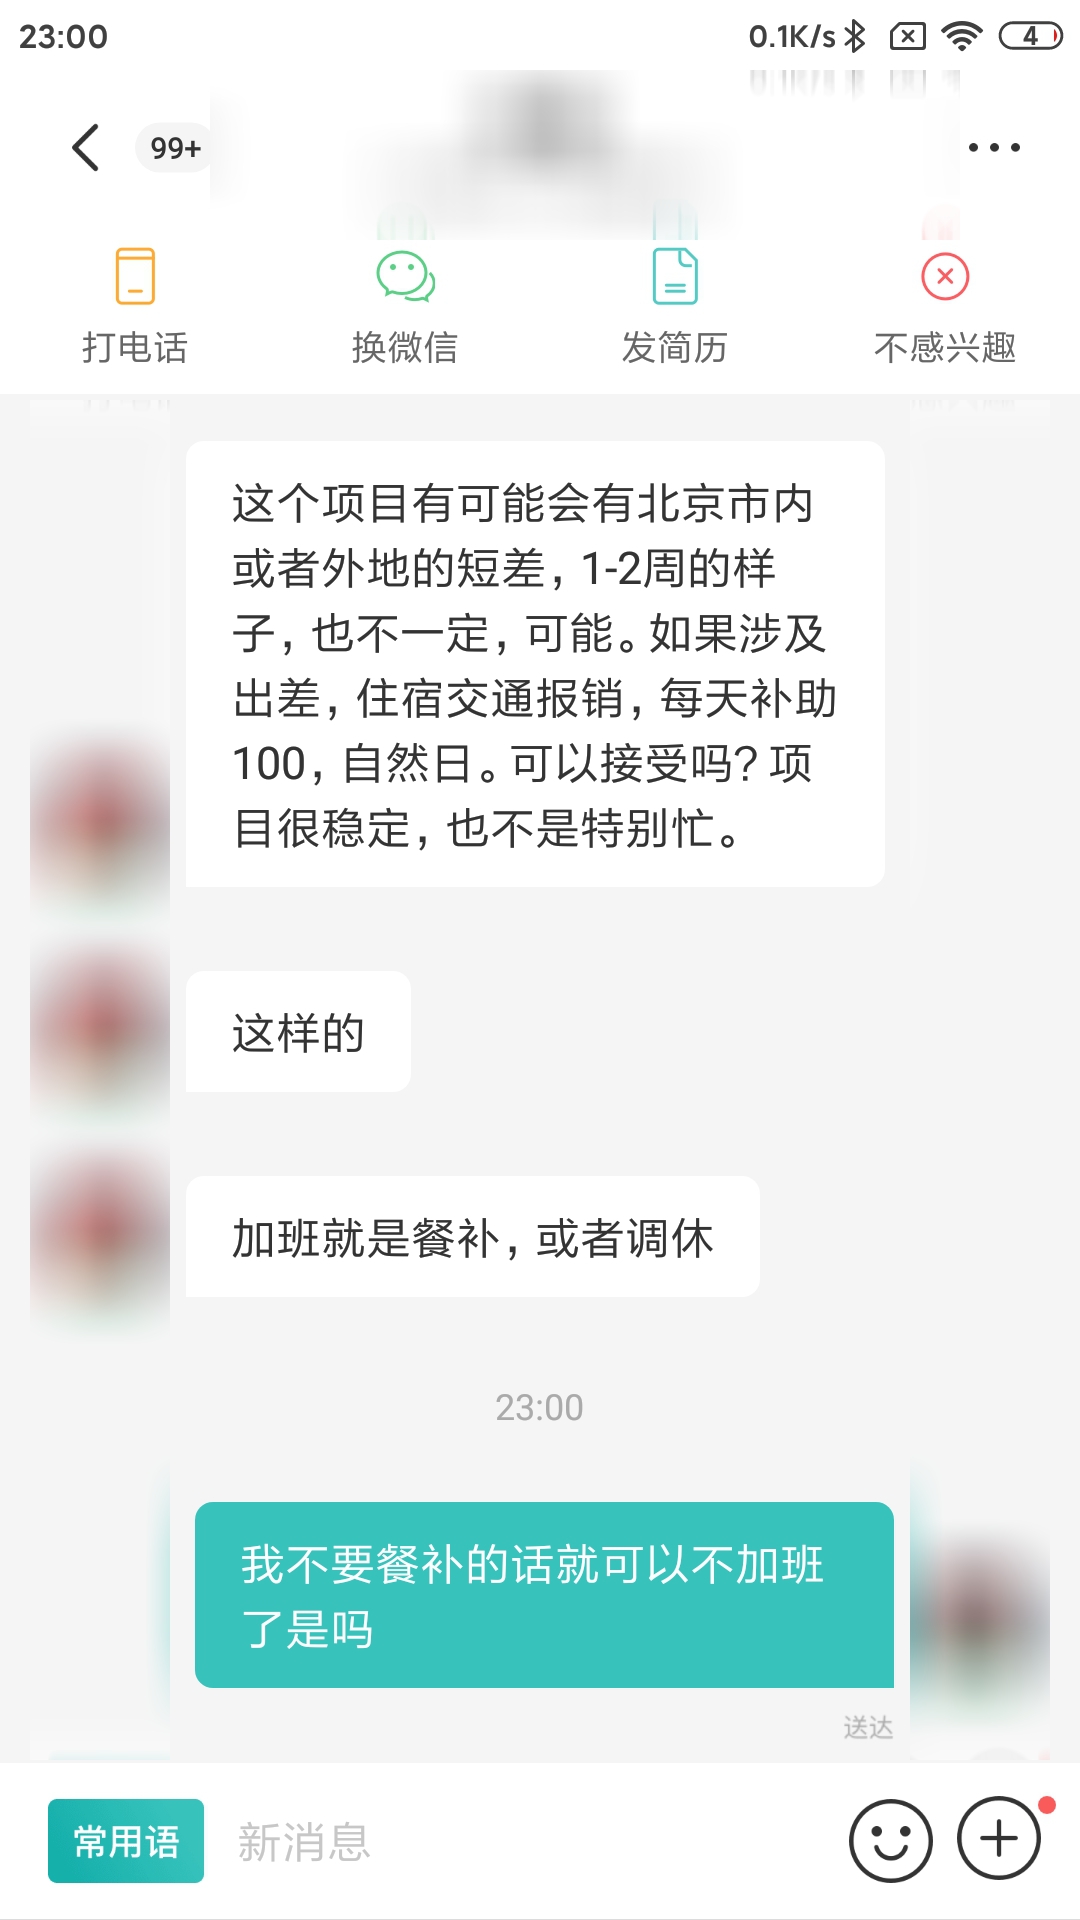 23:00
0.1K/s
4
99+
打电话
换微信
发简历
不感兴趣
这个项目有可能会有北京市内
或者外地的短差，1-2周的样
子，也不一定，可能。如果涉及
出差，住宿交通报销，每天补助
100，自然日。可以接受吗？项
目很稳定，也不是特别忙。
这样的
加班就是餐补，或者调休
23:00
我不要餐补的话就可以不加班
了是吗
送达
常用语
新消息